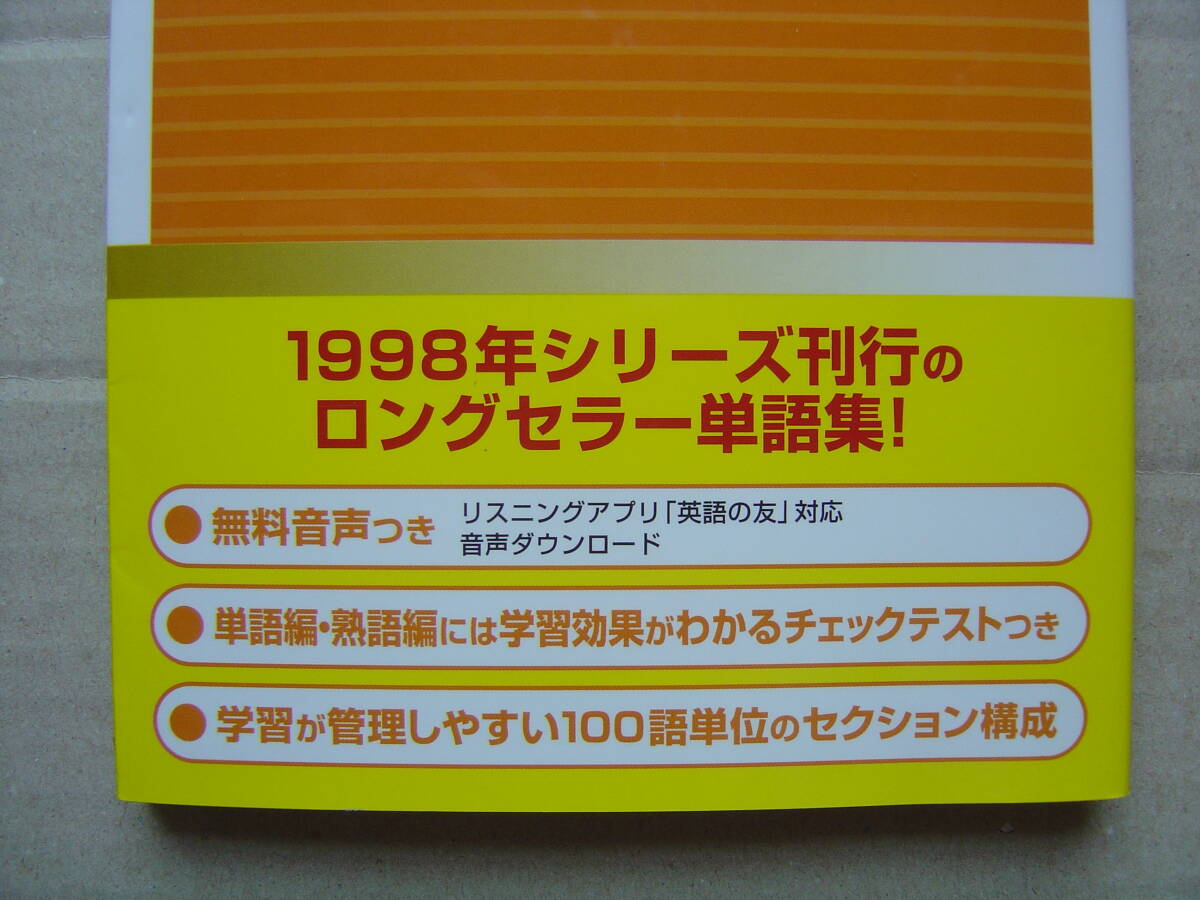 1998年シリーズ刊行の
ロングセラー単語集!
●無料音声つき リスニングアプリ「英語の友」対応
音声ダウンロード
●単語編・熟語編には学習効果がわかるチェックテストつき
●学習が管理しやすい100語単位のセクション構成